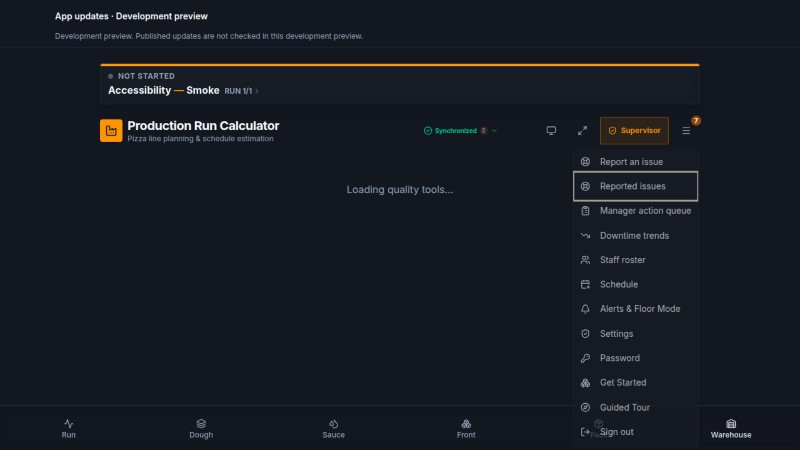 App updates · Development preview
Development preview. Published updates are not checked in this development preview.
NOT STARTED
Accessibility — Smoke RUN 1/1 ›
Production Run Calculator
Pizza line planning & schedule estimation
Synchronized 2
Supervisor
7
Loading quality tools...
Report an issue
Reported issues
Manager action queue
Downtime trends
Staff roster
Schedule
Alerts & Floor Mode
Settings
Password
Get Started
Guided Tour
Sign out
Run
Dough
Sauce
Front
Warehouse